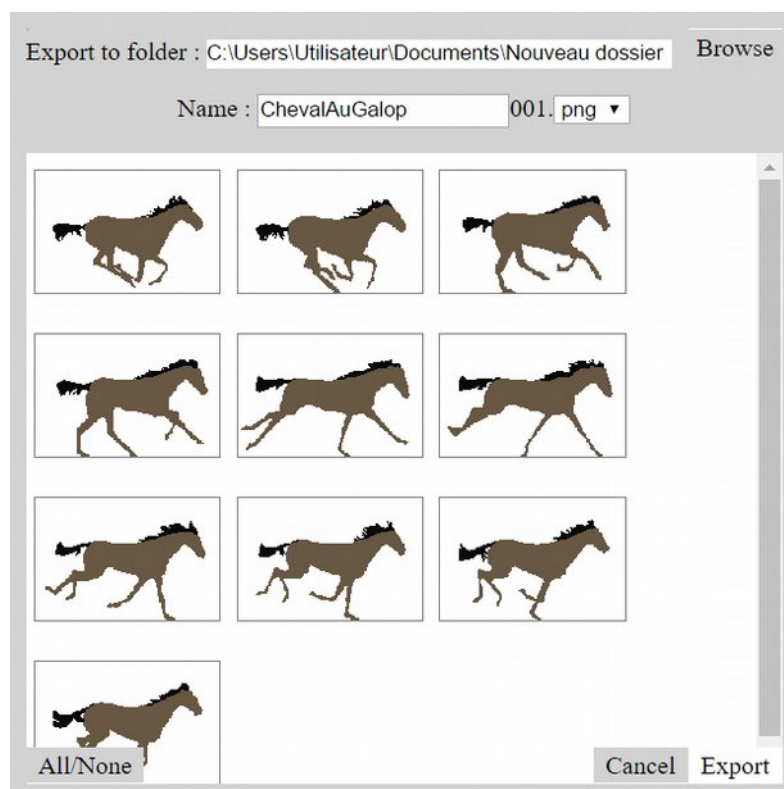 Export to folder : C:\Users\Utilisateur\Documents\Nouveau dossier Browse
Name : ChevalAuGalop 001. png
All/None Cancel Export